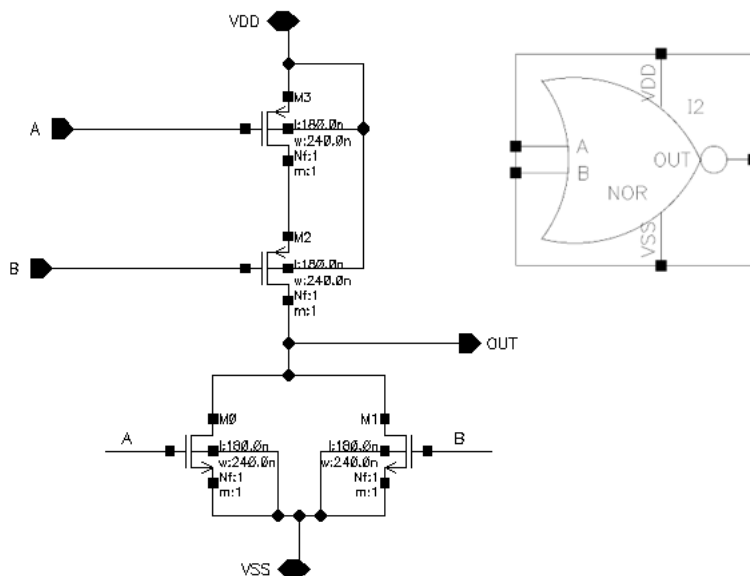 VDD
M3
A
l:180.0n
w:240.0n
Nf:1
m:1
M2
B
l:180.0n
w:240.0n
Nf:1
m:1
OUT
M0
A
l:180.0n
w:240.0n
Nf:1
m:1
M1
B
l:180.0n
w:240.0n
Nf:1
m:1
VSS
VDD
I2
A
B
OUT
NOR
VSS